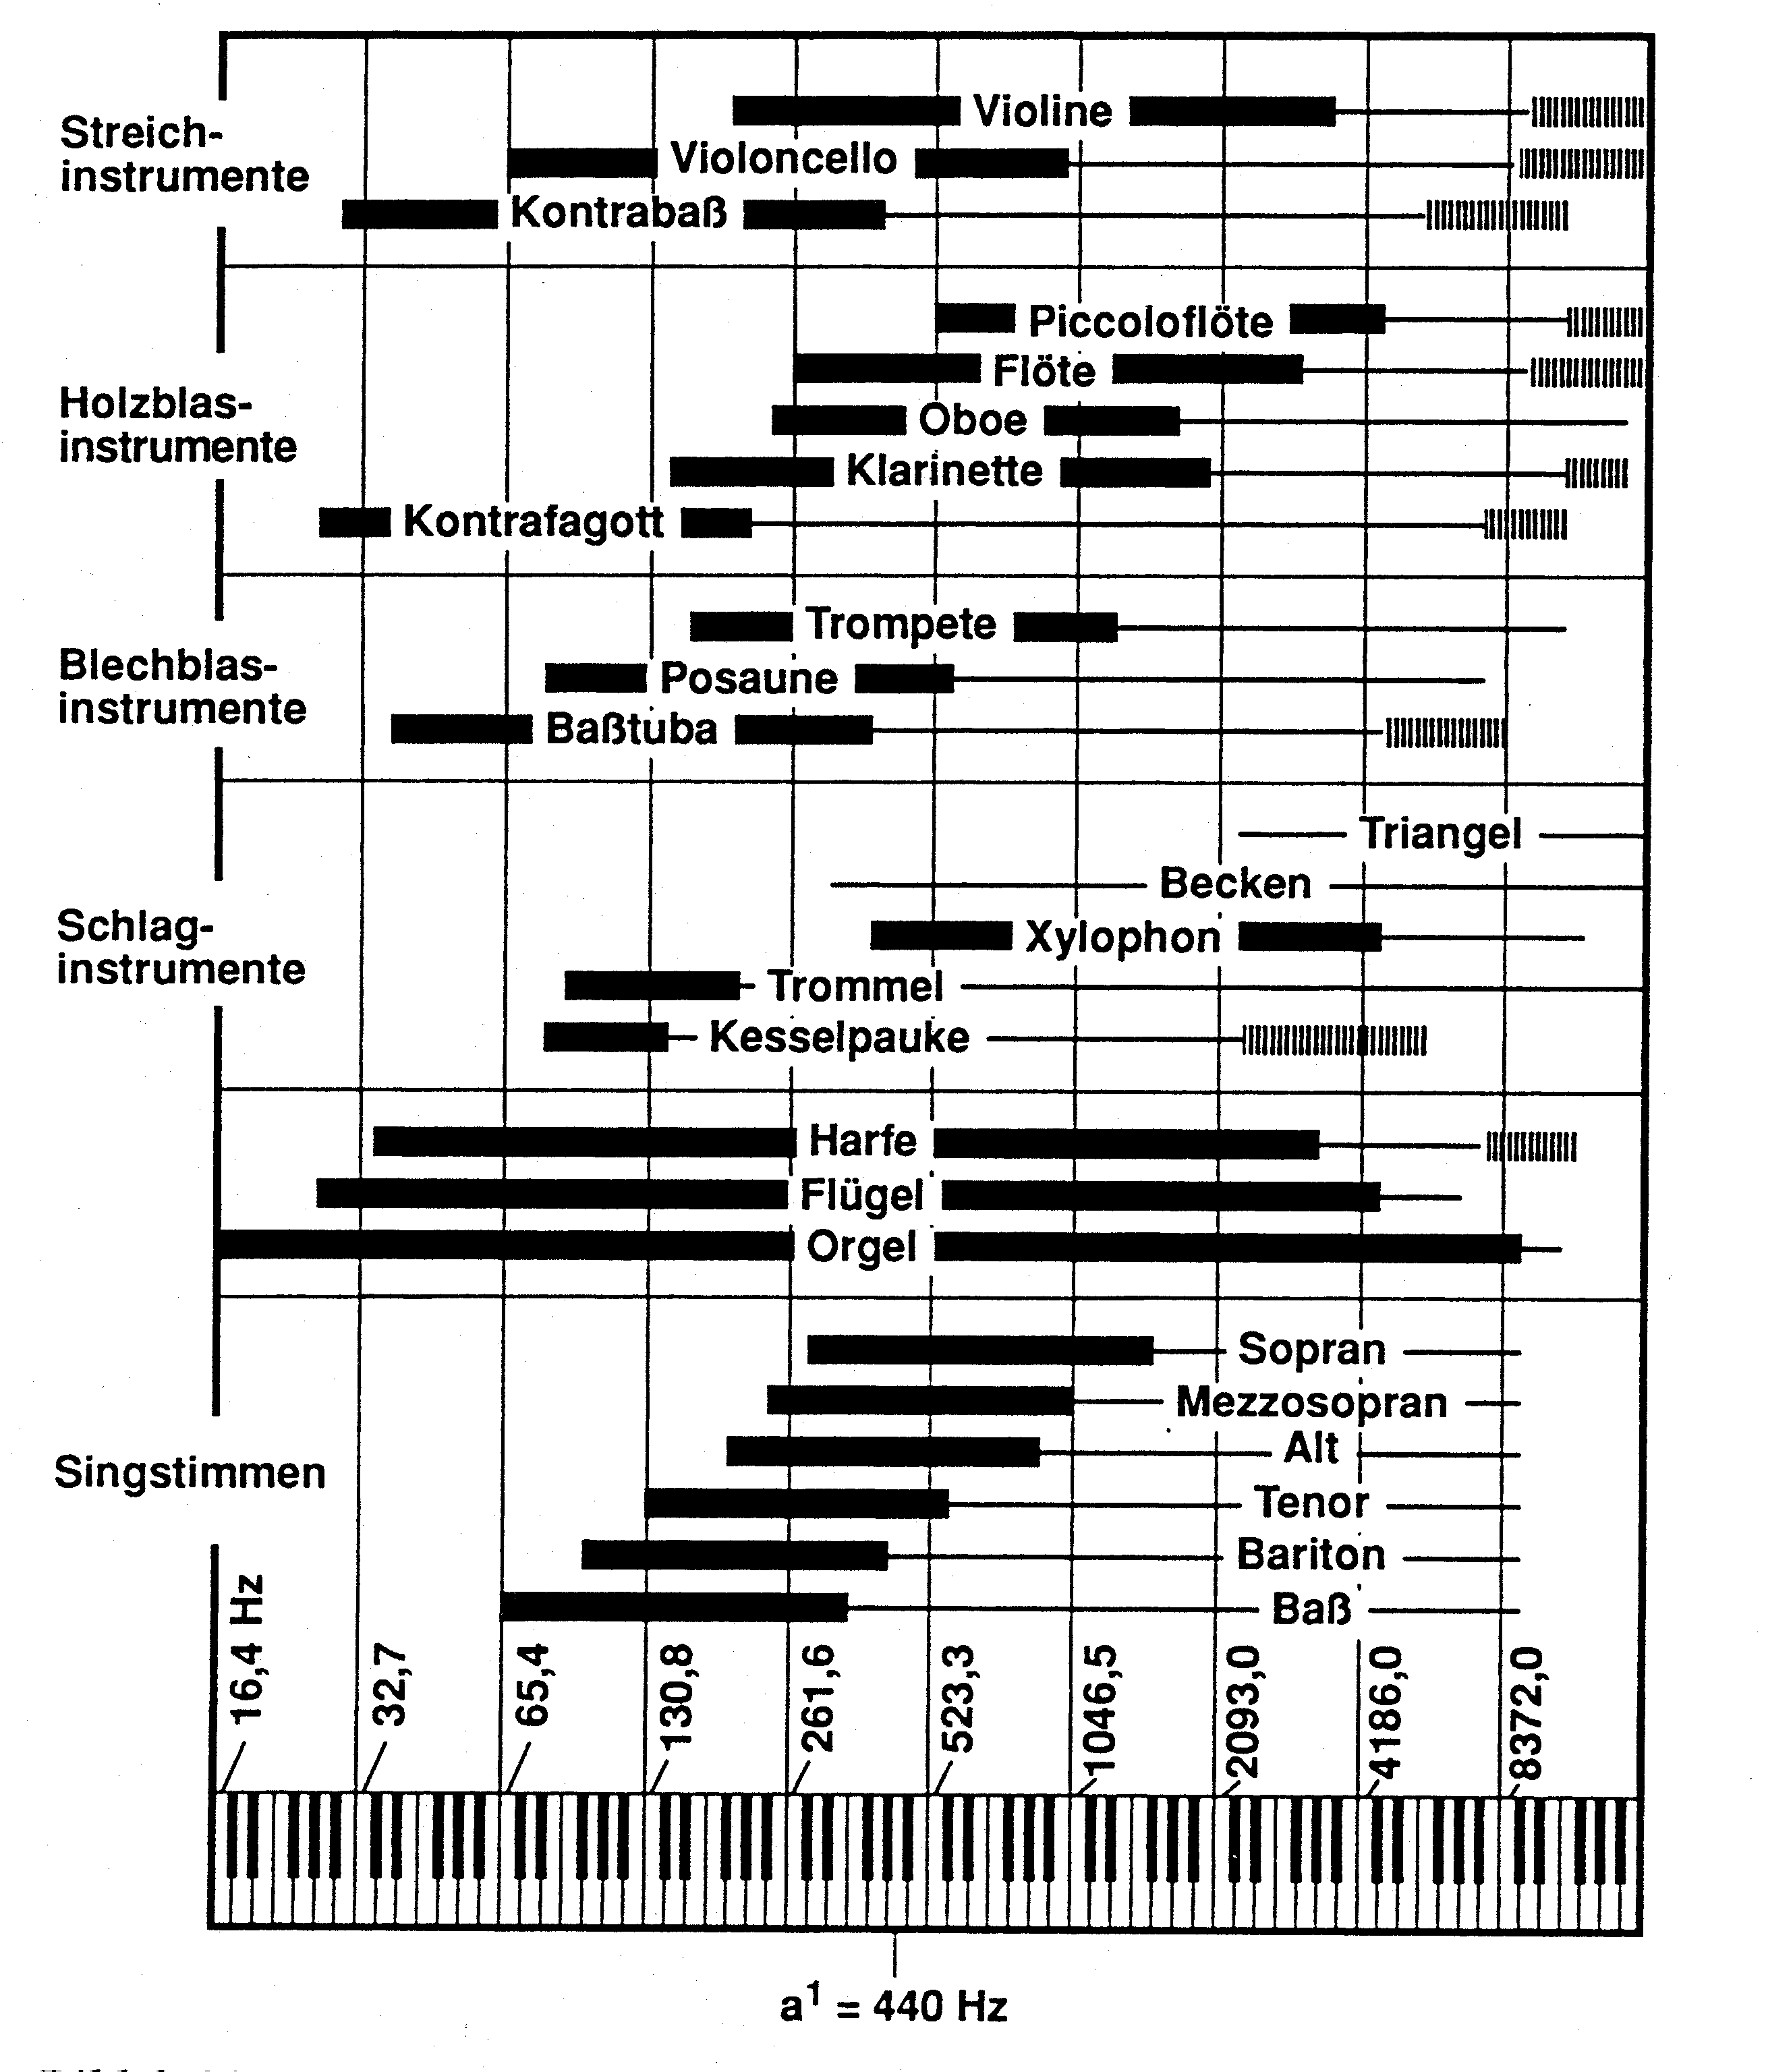 Streich-
instrumente
Violine
Violoncello
Kontrabaß
Holzblas-
instrumente
Piccoloflöte
Flöte
Oboe
Klarinette
Kontrafagott
Blechblas-
instrumente
Trompete
Posaune
Baßtuba
Schlag-
instrumente
Triangel
Becken
Xylophon
Trommel
Kesselpauke
Harfe
Flügel
Orgel
Singstimmen
Sopran
Mezzosopran
Alt
Tenor
Bariton
Baß
16,4 Hz
32,7
65,4
130,8
261,6
523,3
1046,5
2093,0
4186,0
8372,0
a¹ = 440 Hz